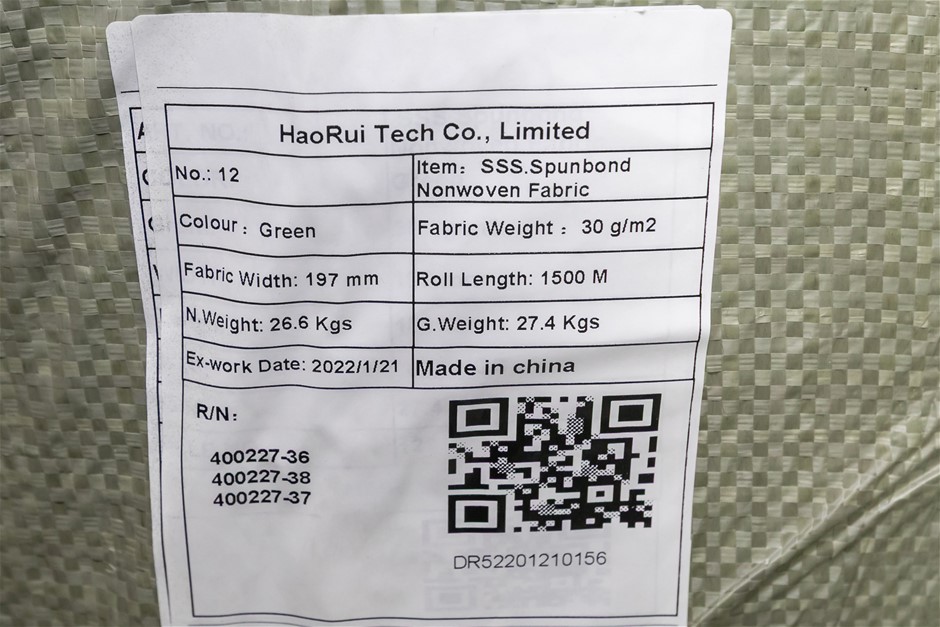 HaoRui Tech Co., Limited
No.: 12
Item: SSS.Spunbond
Nonwoven Fabric
Colour: Green
Fabric Weight: 30 g/m2
Fabric Width: 197 mm
Roll Length: 1500 M
N.Weight: 26.6 Kgs
G.Weight: 27.4 Kgs
Ex-work Date: 2022/1/21
Made in china
R/N:
400227-36
400227-38
400227-37
DR52201210156